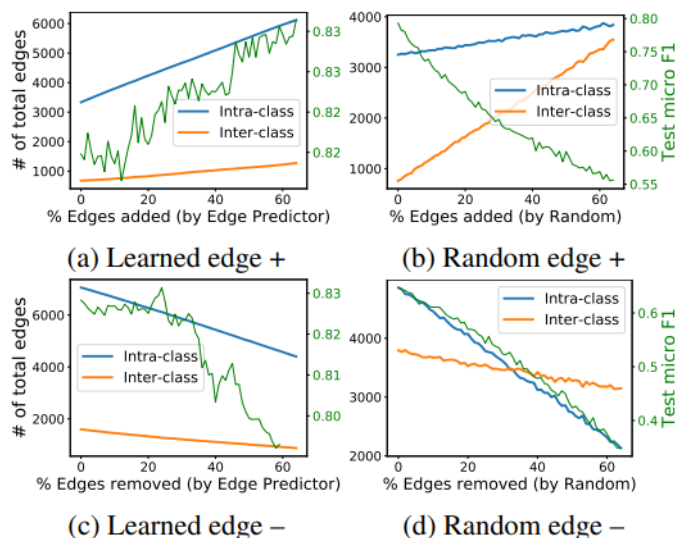 # of total edges
6000
5000
4000
3000
2000
1000
0 20 40 60
0.83
0.83
0.82
0.82
Intra-class
Inter-class
% Edges added (by Edge Predictor)
(a) Learned edge +
4000
3000
2000
1000
0 20 40 60
0.80
0.75
0.70
0.65
0.60
0.55
Test micro F1
Intra-class
Inter-class
% Edges added (by Random)
(b) Random edge +
# of total edges
6000
4000
2000
0 20 40 60
0.83
0.82
0.81
0.80
Intra-class
Inter-class
% Edges removed (by Edge Predictor)
(c) Learned edge –
4000
3000
2000
0 20 40 60
0.6
0.5
0.4
Test micro F1
Intra-class
Inter-class
% Edges removed (by Random)
(d) Random edge –